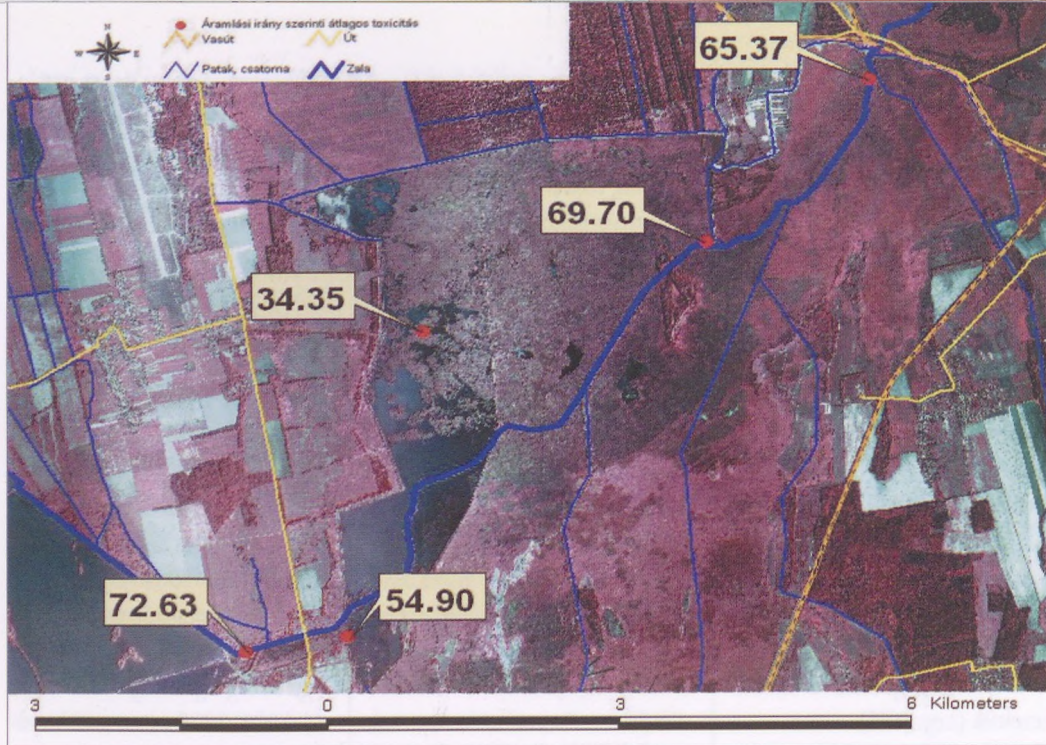 N
W E
S
Áramlási irány szerinti átlagos toxicitás
Vasút Út
Patak, csatorna Zala
65.37
69.70
34.35
72.63
54.90
3 0 3 6 Kilometers